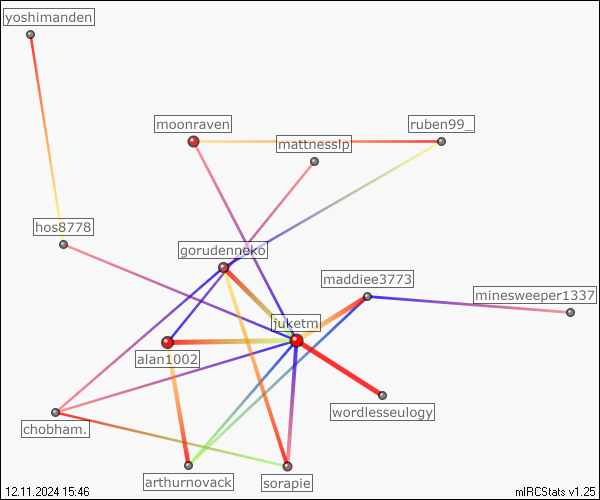 yoshimanden
moonraven
ruben99_
mattnesslp
hos8778
gorudenneko
maddiee3773
minesweeper1337
juketm
alan1002
wordlesseulogy
chobham.
arthurnovack
sorapie
12.11.2024 15:46
mIRCStats v1.25